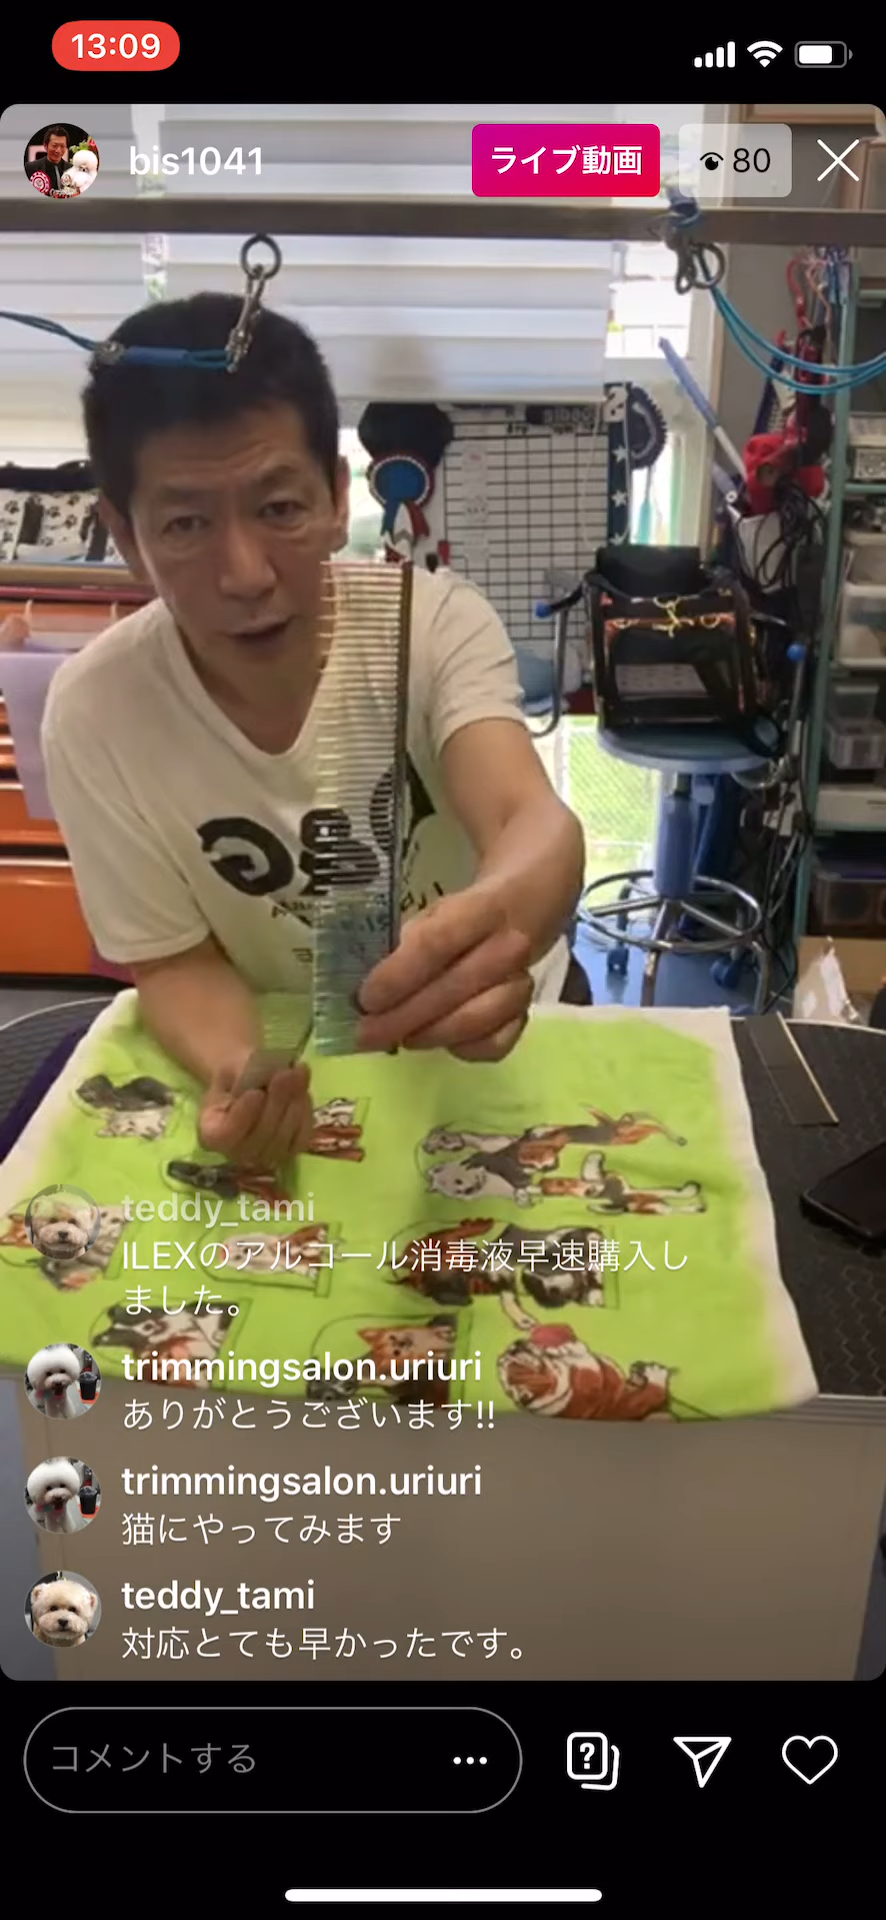 13:09
bis1041
ライブ動画
80
teddy_tami
ILEXのアルコール消毒液早速購入し
ました。
trimmingsalon.uriuri
ありがとうございます!!
trimmingsalon.uriuri
猫にやってみます
teddy_tami
対応とても早かったです。
コメントする